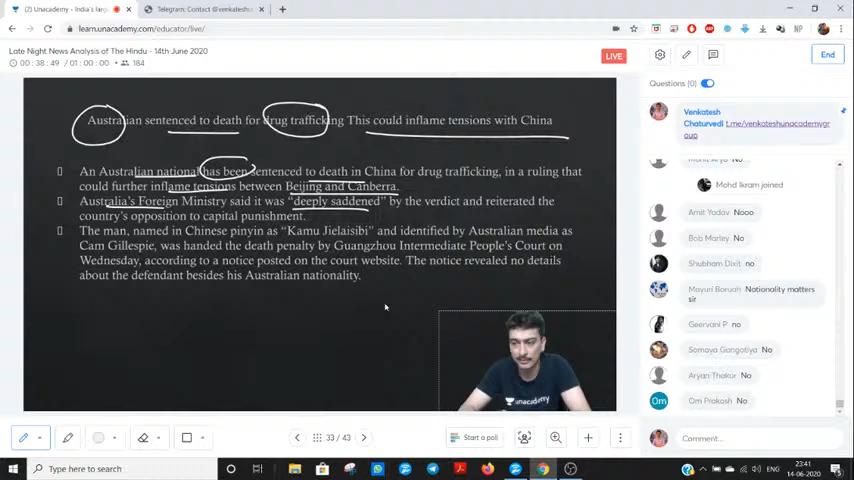 (2) Unacademy - India's larg
Telegram: Contact @venkateshu
learn.unacademy.com/educator/live/
NP
Late Night News Analysis of The Hindu - 14th June 2020
00 : 38 : 49 / 01 : 00 : 00 • 184
LIVE
End
Australian sentenced to death for drug trafficking This could inflame tensions with China
An Australian national has been sentenced to death in China for drug trafficking, in a ruling that
could further inflame tensions between Beijing and Canberra.
Australia's Foreign Ministry said it was "deeply saddened" by the verdict and reiterated the
country's opposition to capital punishment.
The man, named in Chinese pinyin as "Kamu Jielaisibi" and identified by Australian media as
Cam Gillespie, was handed the death penalty by Guangzhou Intermediate People's Court on
Wednesday, according to a notice posted on the court website. The notice revealed no details
about the defendant besides his Australian nationality.
unacademy
Questions (0)
Venkatesh
Chaturvedi t.me/venkateshunacademygr
oup
Mohd Ikram joined
Amit Yadav Nooo
Bob Marley No
Shubham Dixit no
Mayuri Boruah Nationality matters
sir
Geervani P no
Somaya Gangotiya No
Aryan Thakur No
Om Om Prakosh No
33 / 43
Start a poll
Comment...
Type here to search
ENG
23:41
14-06-2020